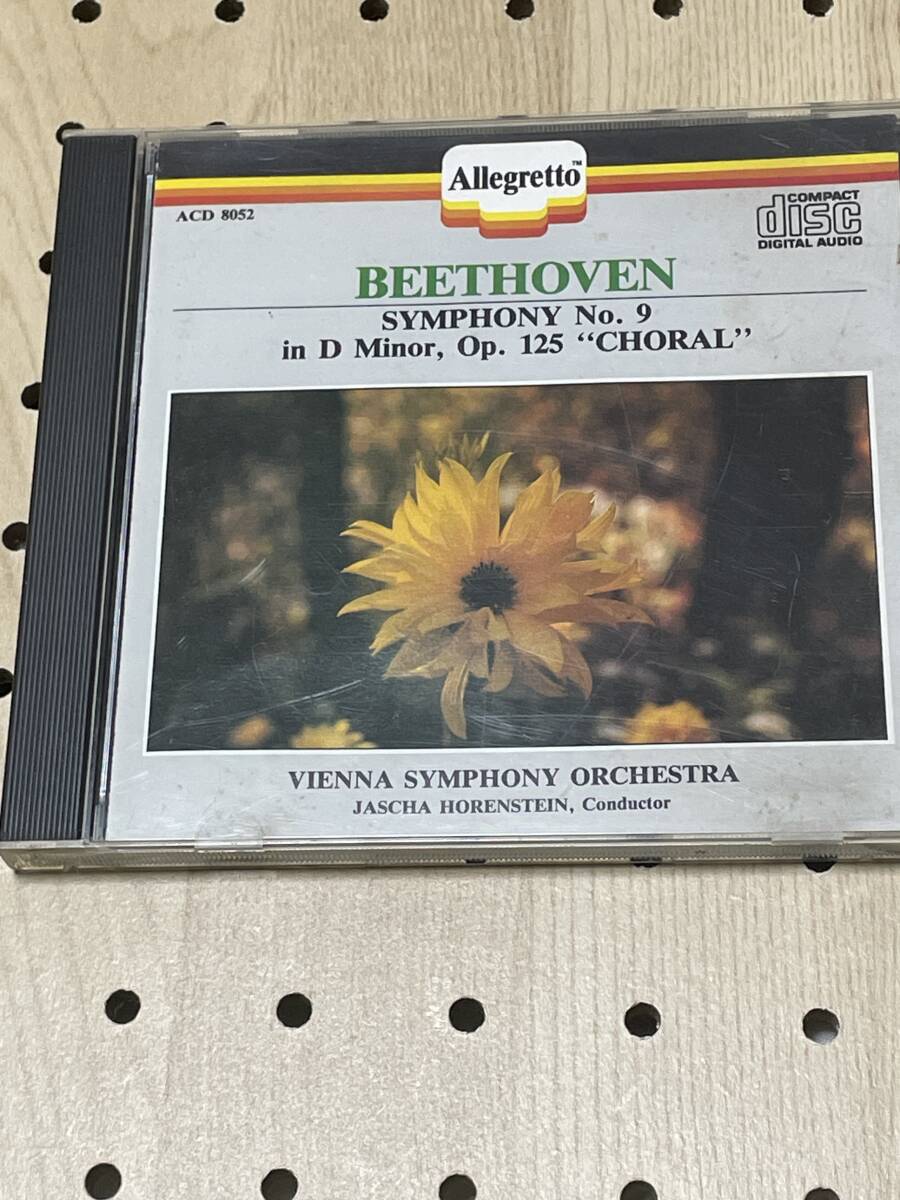 Allegretto™
ACD 8052
COMPACT
disc
DIGITAL AUDIO
BEETHOVEN
SYMPHONY No. 9
in D Minor, Op. 125 “CHORAL”
VIENNA SYMPHONY ORCHESTRA
JASCHA HORENSTEIN, Conductor